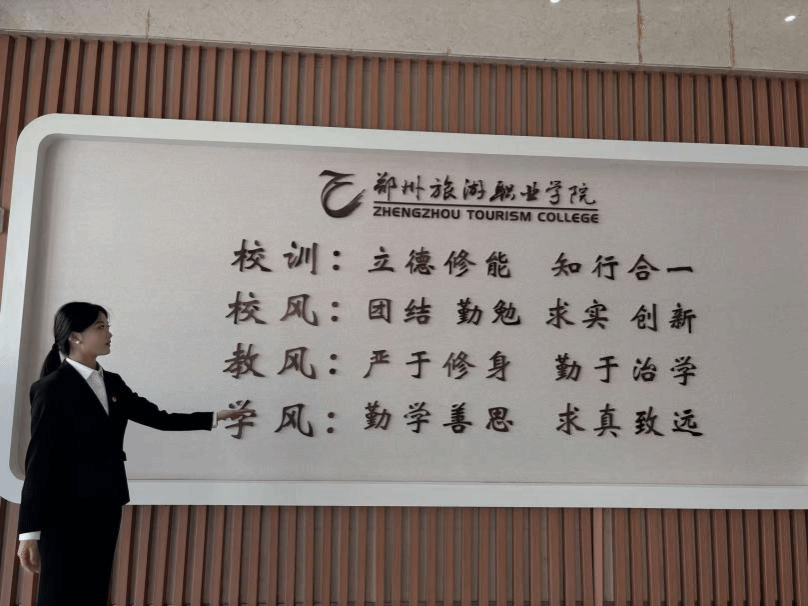 郑州旅游职业学院
ZHENGZHOU TOURISM COLLEGE
校训：立德修能 知行合一
校风：团结 勤勉 求实 创新
教风：严于修身 勤于治学
学风：勤学善思 求真致远